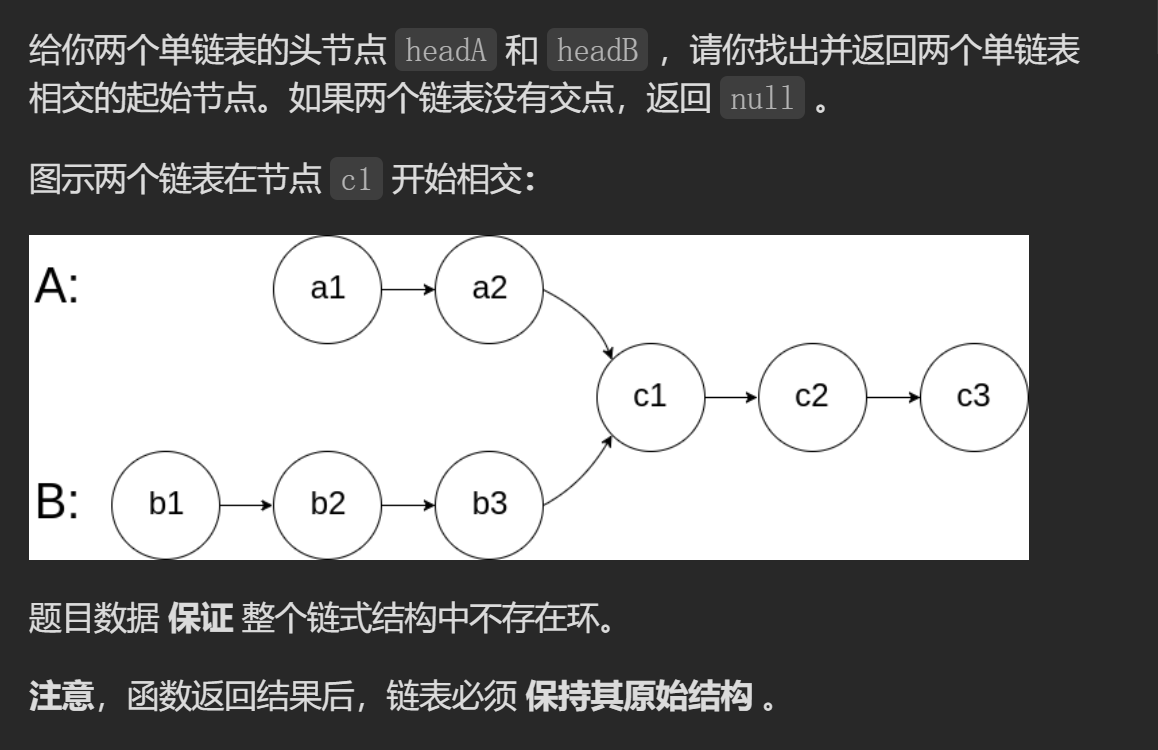 给你两个单链表的头节点 headA 和 headB ，请你找出并返回两个单链表
相交的起始节点。如果两个链表没有交点，返回 null 。
图示两个链表在节点 c1 开始相交：
A:
a1
a2
c1
c2
c3
B:
b1
b2
b3
题目数据 保证 整个链式结构中不存在环。
注意，函数返回结果后，链表必须 保持其原始结构 。